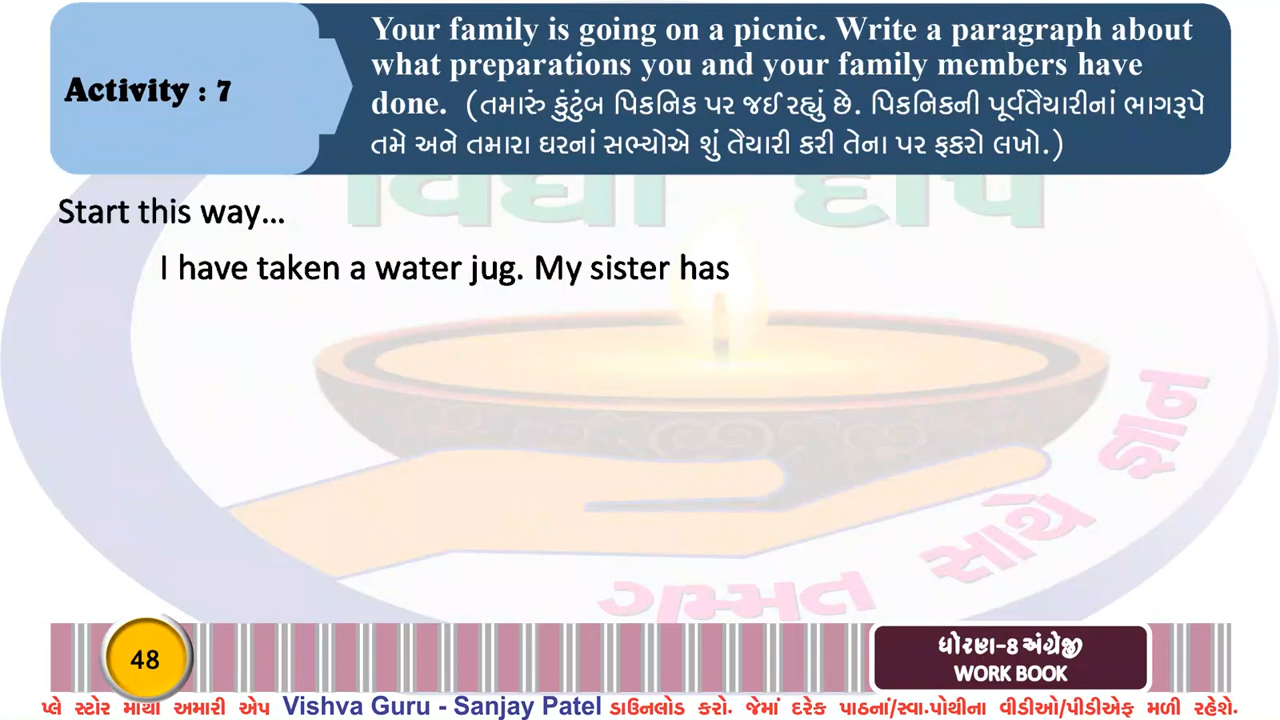 Activity : 7
Your family is going on a picnic. Write a paragraph about
what preparations you and your family members have
done. (તમારું કુંટુંબ પિકનિક પર જઈ રહ્યું છે. પિકનિકની પૂર્વતૈયારીનાં ભાગરૂપે
તમે અને તમારા ઘરનાં સભ્યોએ શું તૈયારી કરી તેના પર ફકરો લખો.)
વિદ્યા દીપ
Start this way...
I have taken a water jug. My sister has
ગમ્મત સાથે જ્ઞાન
48
ધોરણ-8 અંગ્રેજી
WORK BOOK
પ્લે સ્ટોર માંથી અમારી એપ Vishva Guru - Sanjay Patel ડાઉનલોડ કરો. જેમાં દરેક પાઠનાં/સ્વા.પોથીના વીડીઓ/પીડીએફ મળી રહેશે.